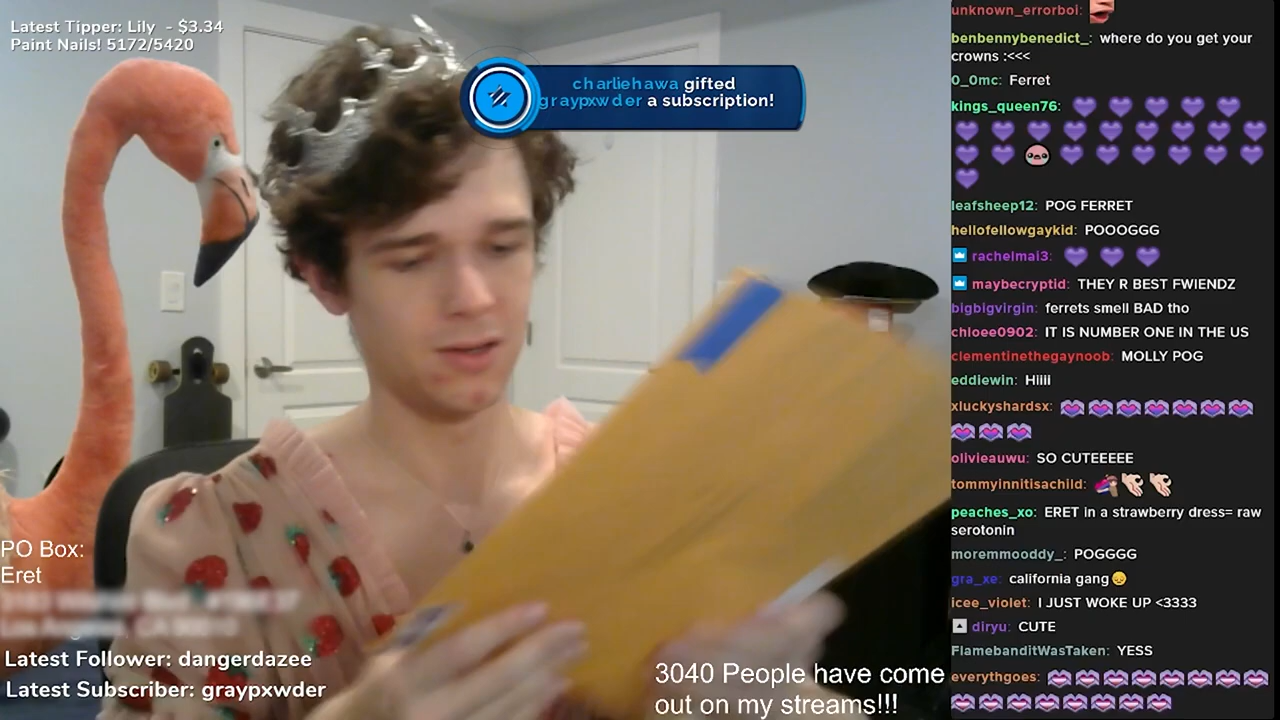 Latest Tipper: Lily - $3.34
Paint Nails! 5172/5420
charliehawa gifted
graypxwder a subscription!
PO Box:
Eret
Latest Follower: dangerdazee
Latest Subscriber: graypxwder
3040 People have come
out on my streams!!!
unknown_errorboi:
benbennybenedict_: where do you get your
crowns :<<<
0_0mc: Ferret
kings_queen76:
leafsheep12: POG FERRET
hellofellowgaykid: POOOGGG
rachelmai3:
maybecryptid: THEY R BEST FWIENDZ
bigbigvirgin: ferrets smell BAD tho
chloee0902: IT IS NUMBER ONE IN THE US
clementinethegaynoob: MOLLY POG
eddiewin: Hiiii
xluckyshardsx:
olivieauwu: SO CUTEEEEE
tommyinnitisachild:
peaches_xo: ERET in a strawberry dress= raw
serotonin
moremmooddy_: POGGGG
gra_xe: california gang
icee_violet: I JUST WOKE UP <3333
diryu: CUTE
FlamebanditWasTaken: YESS
everythgoes: